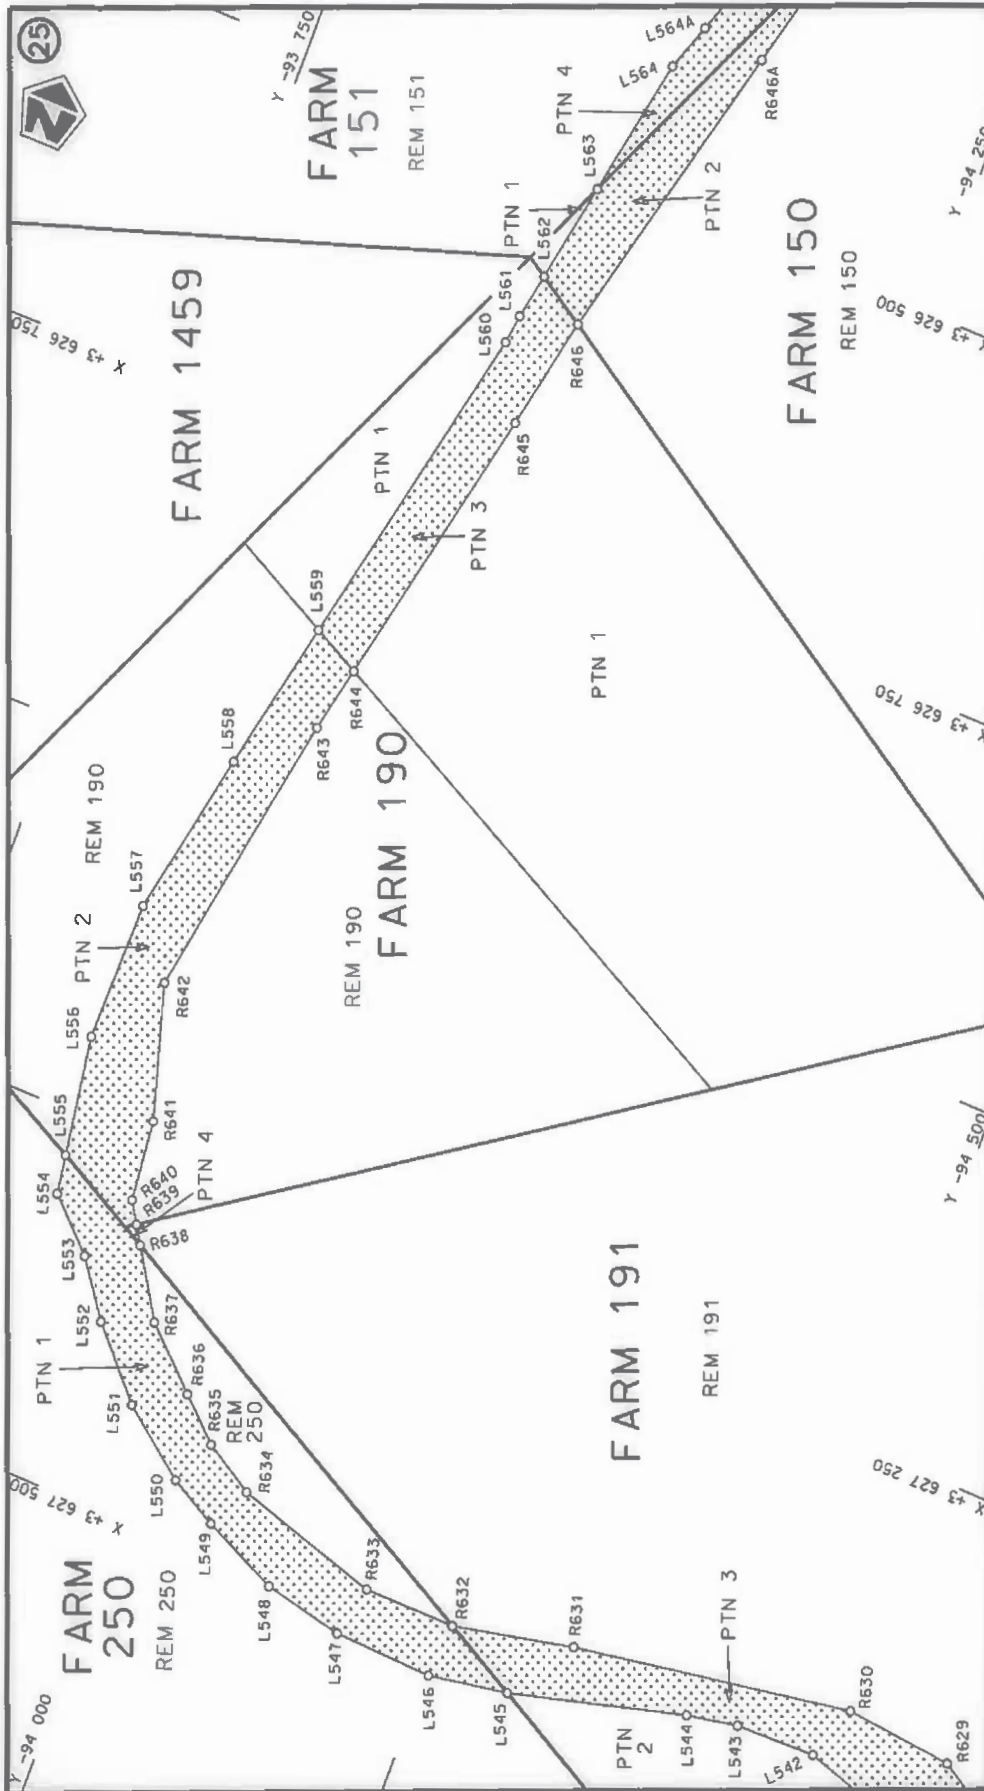 25
N
Y -93 750
FARM
151
REM 151
L564A
L564
PTN 4
R646A
L563
PTN 1
PTN 2
L562
Y -94 250
FARM 150
REM 150
X +3 626 500
FARM 1459
X +3 626 750
L561
L560
R646
R645
PTN 1
PTN 3
L559
R644
PTN 1
X +3 626 750
L558
R643
FARM 190
REM 190
REM 190
L557
PTN 2
R642
L556
L555
R641
L554
R640
R639
PTN 4
R638
Y -94 500
L553
L552
R637
PTN 1
R636
L551
R635
REM
250
R634
FARM 191
REM 191
L550
X +3 627 500
L549
X +3 627 250
FARM
250
REM 250
L548
R633
L547
R632
R631
L546
L545
PTN 3
Y -94 000
PTN
2
L544
L543
R630
L542
R629